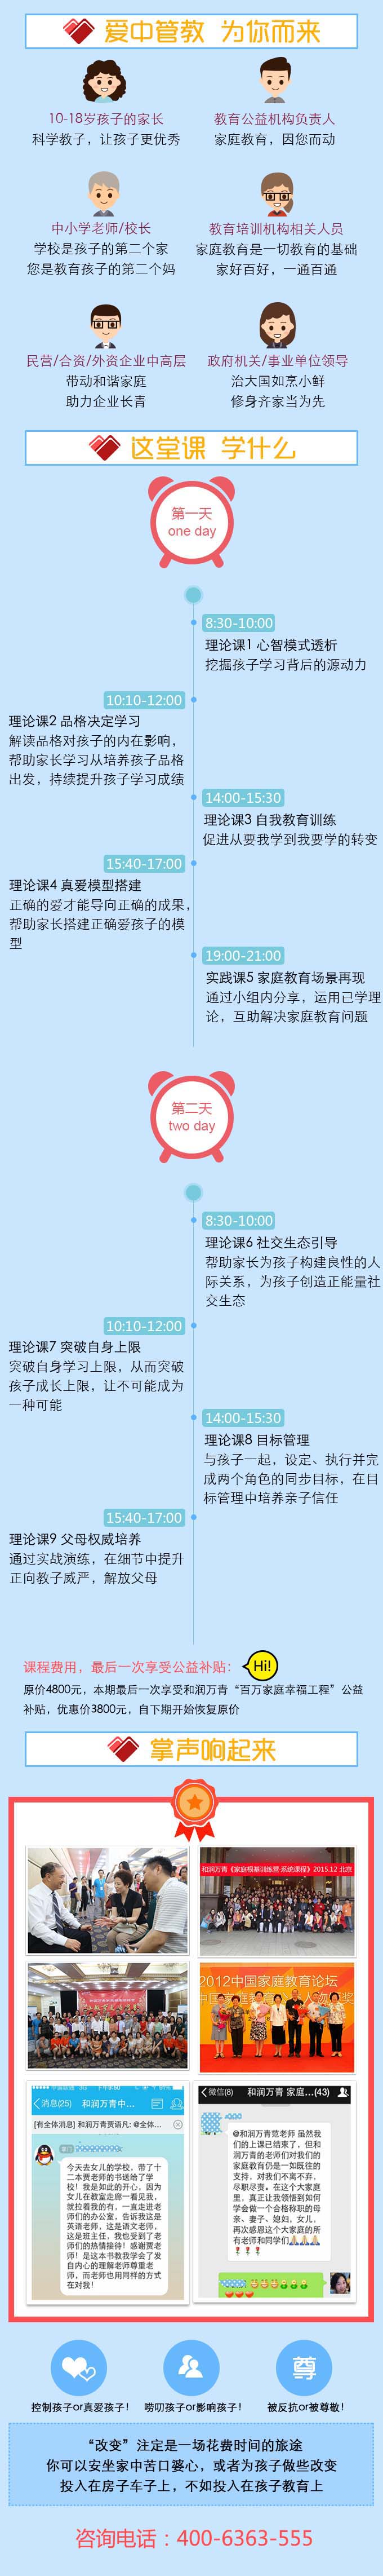 爱中管教 为你而来
10-18岁孩子的家长
科学教子，让孩子更优秀
教育公益机构负责人
家庭教育，因您而动
中小学老师/校长
学校是孩子的第二个家
您是教育孩子的第二个妈
教育培训机构相关人员
家庭教育是一切教育的基础
家好百好，一通百通
民营/合资/外资企业中高层
带动和谐家庭
助力企业长青
政府机关/事业单位领导
治大国如烹小鲜
修身齐家当为先
这堂课 学什么
第一天
one day
8:30-10:00
理论课1 心智模式透析
挖掘孩子学习背后的源动力
10:10-12:00
理论课2 品格决定学习
解读品格对孩子的内在影响，
帮助家长学习从培养孩子品格
出发，持续提升孩子学习成绩
14:00-15:30
理论课3 自我教育训练
促进从要我学到我要学的转变
15:40-17:00
理论课4 真爱模型搭建
正确的爱才能导向正确的成果，
帮助家长搭建正确爱孩子的模
型
19:00-21:00
实践课5 家庭教育场景再现
通过小组内分享，运用已学理
论，互助解决家庭教育问题
第二天
two day
8:30-10:00
理论课6 社交生态引导
帮助家长为孩子构建良性的人
际关系，为孩子创造正能量社
交生态
10:10-12:00
理论课7 突破自身上限
突破自身学习上限，从而突破
孩子成长上限，让不可能成为
一种可能
14:00-15:30
理论课8 目标管理
与孩子一起，设定、执行并完
成两个角色的同步目标，在目
标管理中培养亲子信任
15:40-17:00
理论课9 父母权威培养
通过实战演练，在细节中提升
正向教子威严，解放父母
课程费用，最后一次享受公益补贴：
Hi!
原价4800元，本期最后一次享受和润万青“百万家庭幸福工程”公益
补贴，优惠价3800元，自下期开始恢复原价
掌声响起来
和润万青《家庭根基训练营·系统课程》2015.12 北京
2012中国家庭教育论坛
消息(25) 和润万青中...
[有全体消息] 和润万青贾语凡: @全体...
今天去女儿的学校，带了十
二本贾老师的书送给了学
校！我是如此的开心，因为
女儿在教室走廊一看见我，
就拉着我的有，一直走进老
师们的办公室，告诉我这是
英语老师，这是语文老师，
这是班主任，我也受到了老
师们的热情接待！感谢贾老
师！是这本书教我学会了发
自内心的理解老师尊重老
师，而老师也用同样的方式
在对我！
微信(8) 和润万青 家庭...(43)
@和润万青范老师 虽然我
们的上课已结束了，但和
润万青的老师们对我们的
家庭教育仍是一如既往的
支持，对我们不离不弃，
尽职尽责。在这个大家庭
里，真正让我领悟到如何
学会做一个合格称职的母
亲、妻子、媳妇，女儿，
再次感恩这个大家庭的所
有老师和同学们
尊
控制孩子or真爱孩子！
唠叨孩子or影响孩子！
被反抗or被尊敬！
“改变”注定是一场花费时间的旅途
你可以安坐家中苦口婆心，或者为孩子做些改变
投入在房子车子上，不如投入在孩子教育上
咨询电话：400-6363-555